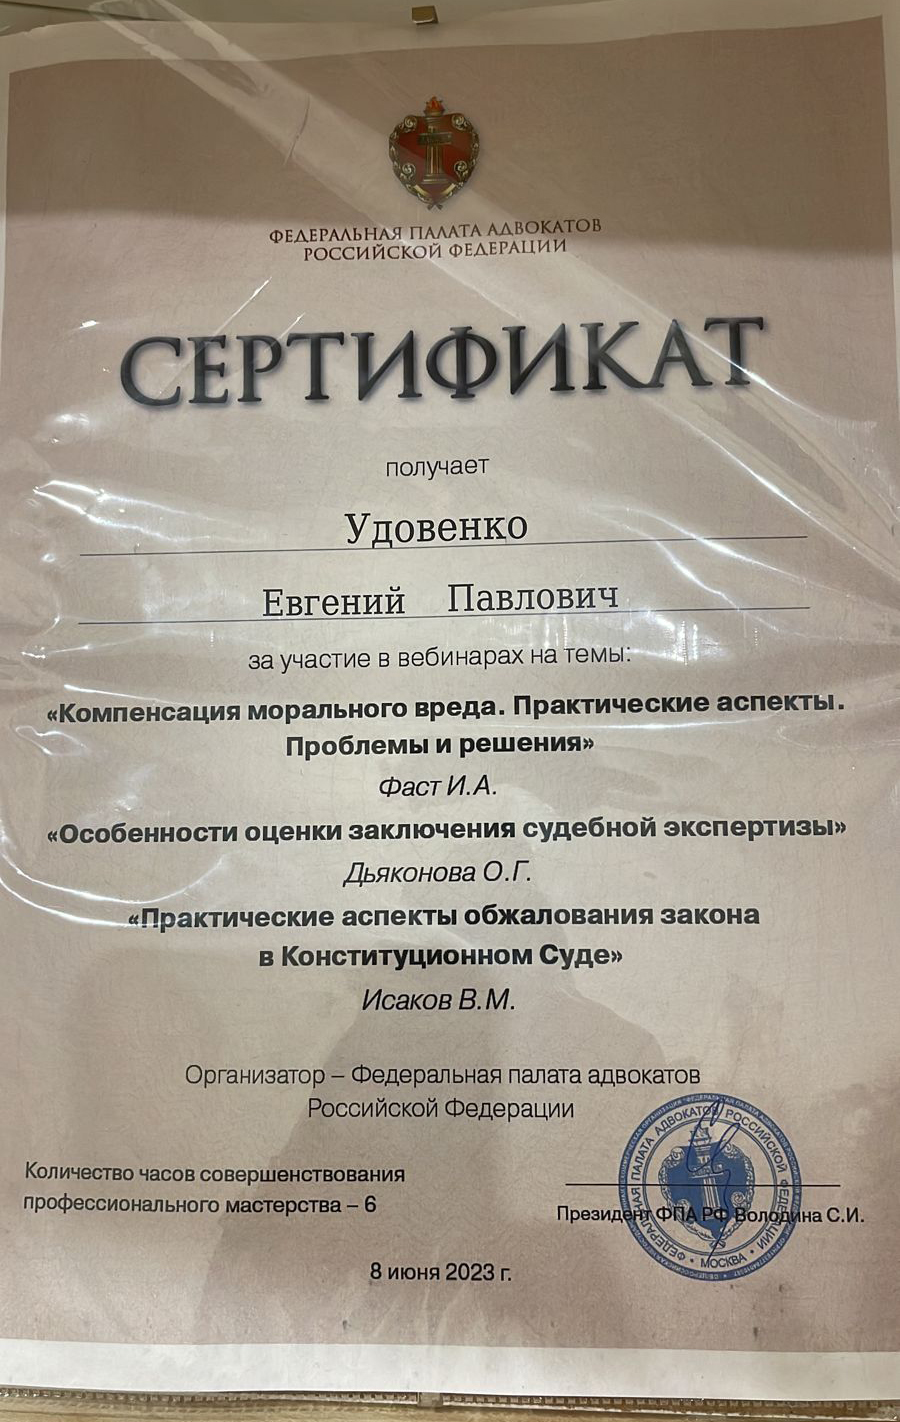 ФЕДЕРАЛЬНАЯ ПАЛАТА АДВОКАТОВ
РОССИЙСКОЙ ФЕДЕРАЦИИ
СЕРТИФИКАТ
получает
Удовенко
Евгений Павлович
за участие в вебинарах на темы:
«Компенсация морального вреда. Практические аспекты.
Проблемы и решения»
Фаст И.А.
«Особенности оценки заключения судебной экспертизы»
Дьяконова О.Г.
«Практические аспекты обжалования закона
в Конституционном Суде»
Исаков В.М.
Организатор – Федеральная палата адвокатов
Российской Федерации
Количество часов совершенствования
профессионального мастерства – 6
Президент ФПА РФ Володина С.И.
ФЕДЕРАЛЬНАЯ ПАЛАТА АДВОКАТОВ РОССИЙСКОЙ ФЕДЕРАЦИИ • МОСКВА •
8 июня 2023 г.